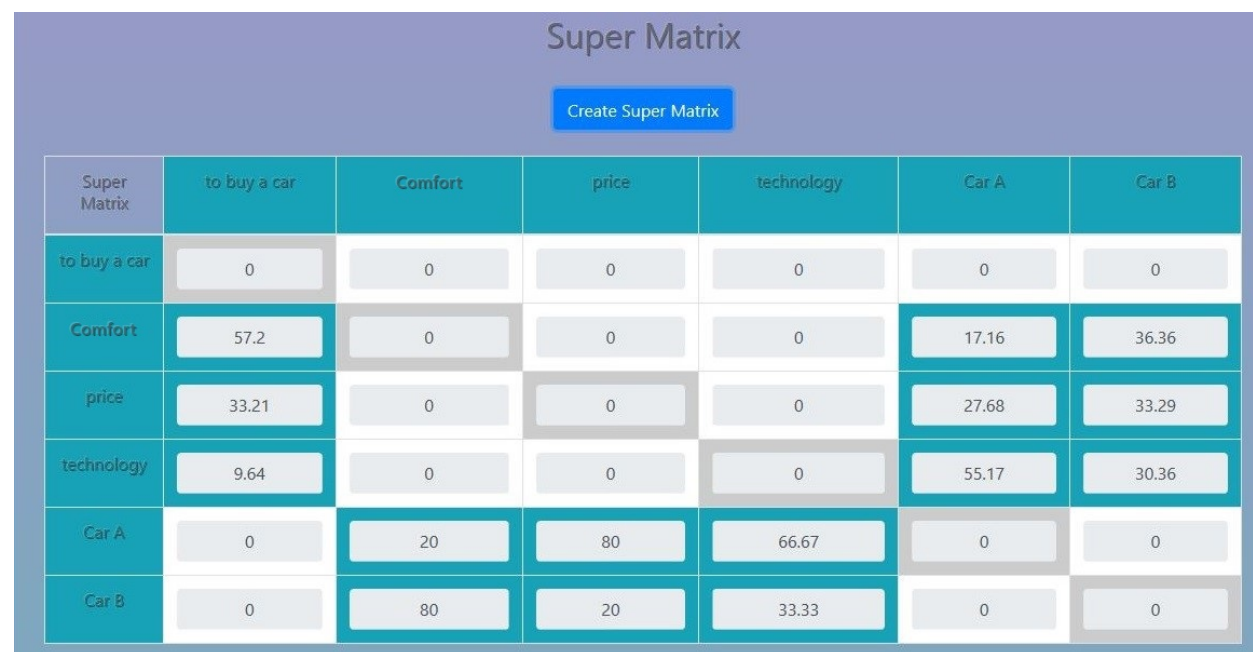 Super Matrix
Create Super Matrix
Super Matrix to buy a car Comfort price technology Car A Car B
to buy a car 0 0 0 0 0 0
Comfort 57.2 0 0 0 17.16 36.36
price 33.21 0 0 0 27.68 33.29
technology 9.64 0 0 0 55.17 30.36
Car A 0 20 80 66.67 0 0
Car B 0 80 20 33.33 0 0